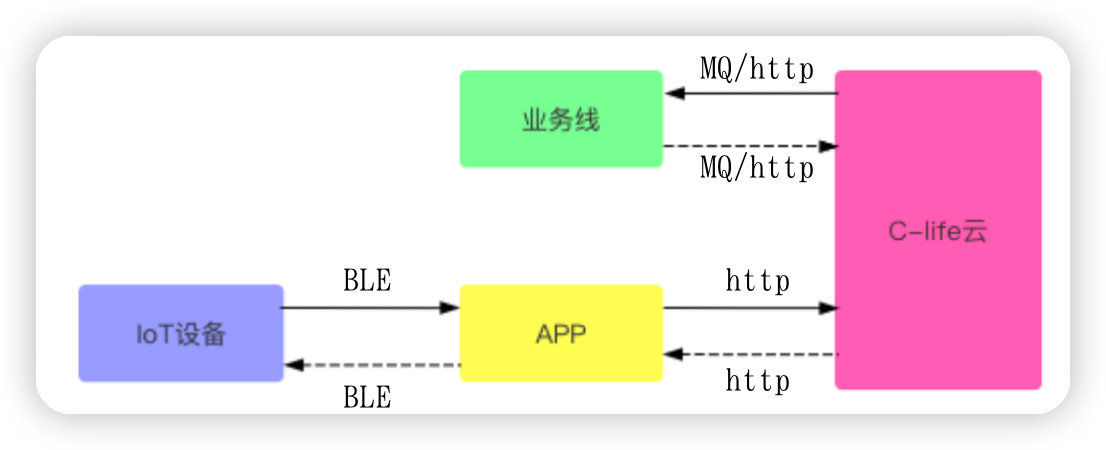 MQ/http
业务线
MQ/http
C-life云
BLE
http
IoT设备
APP
http
BLE